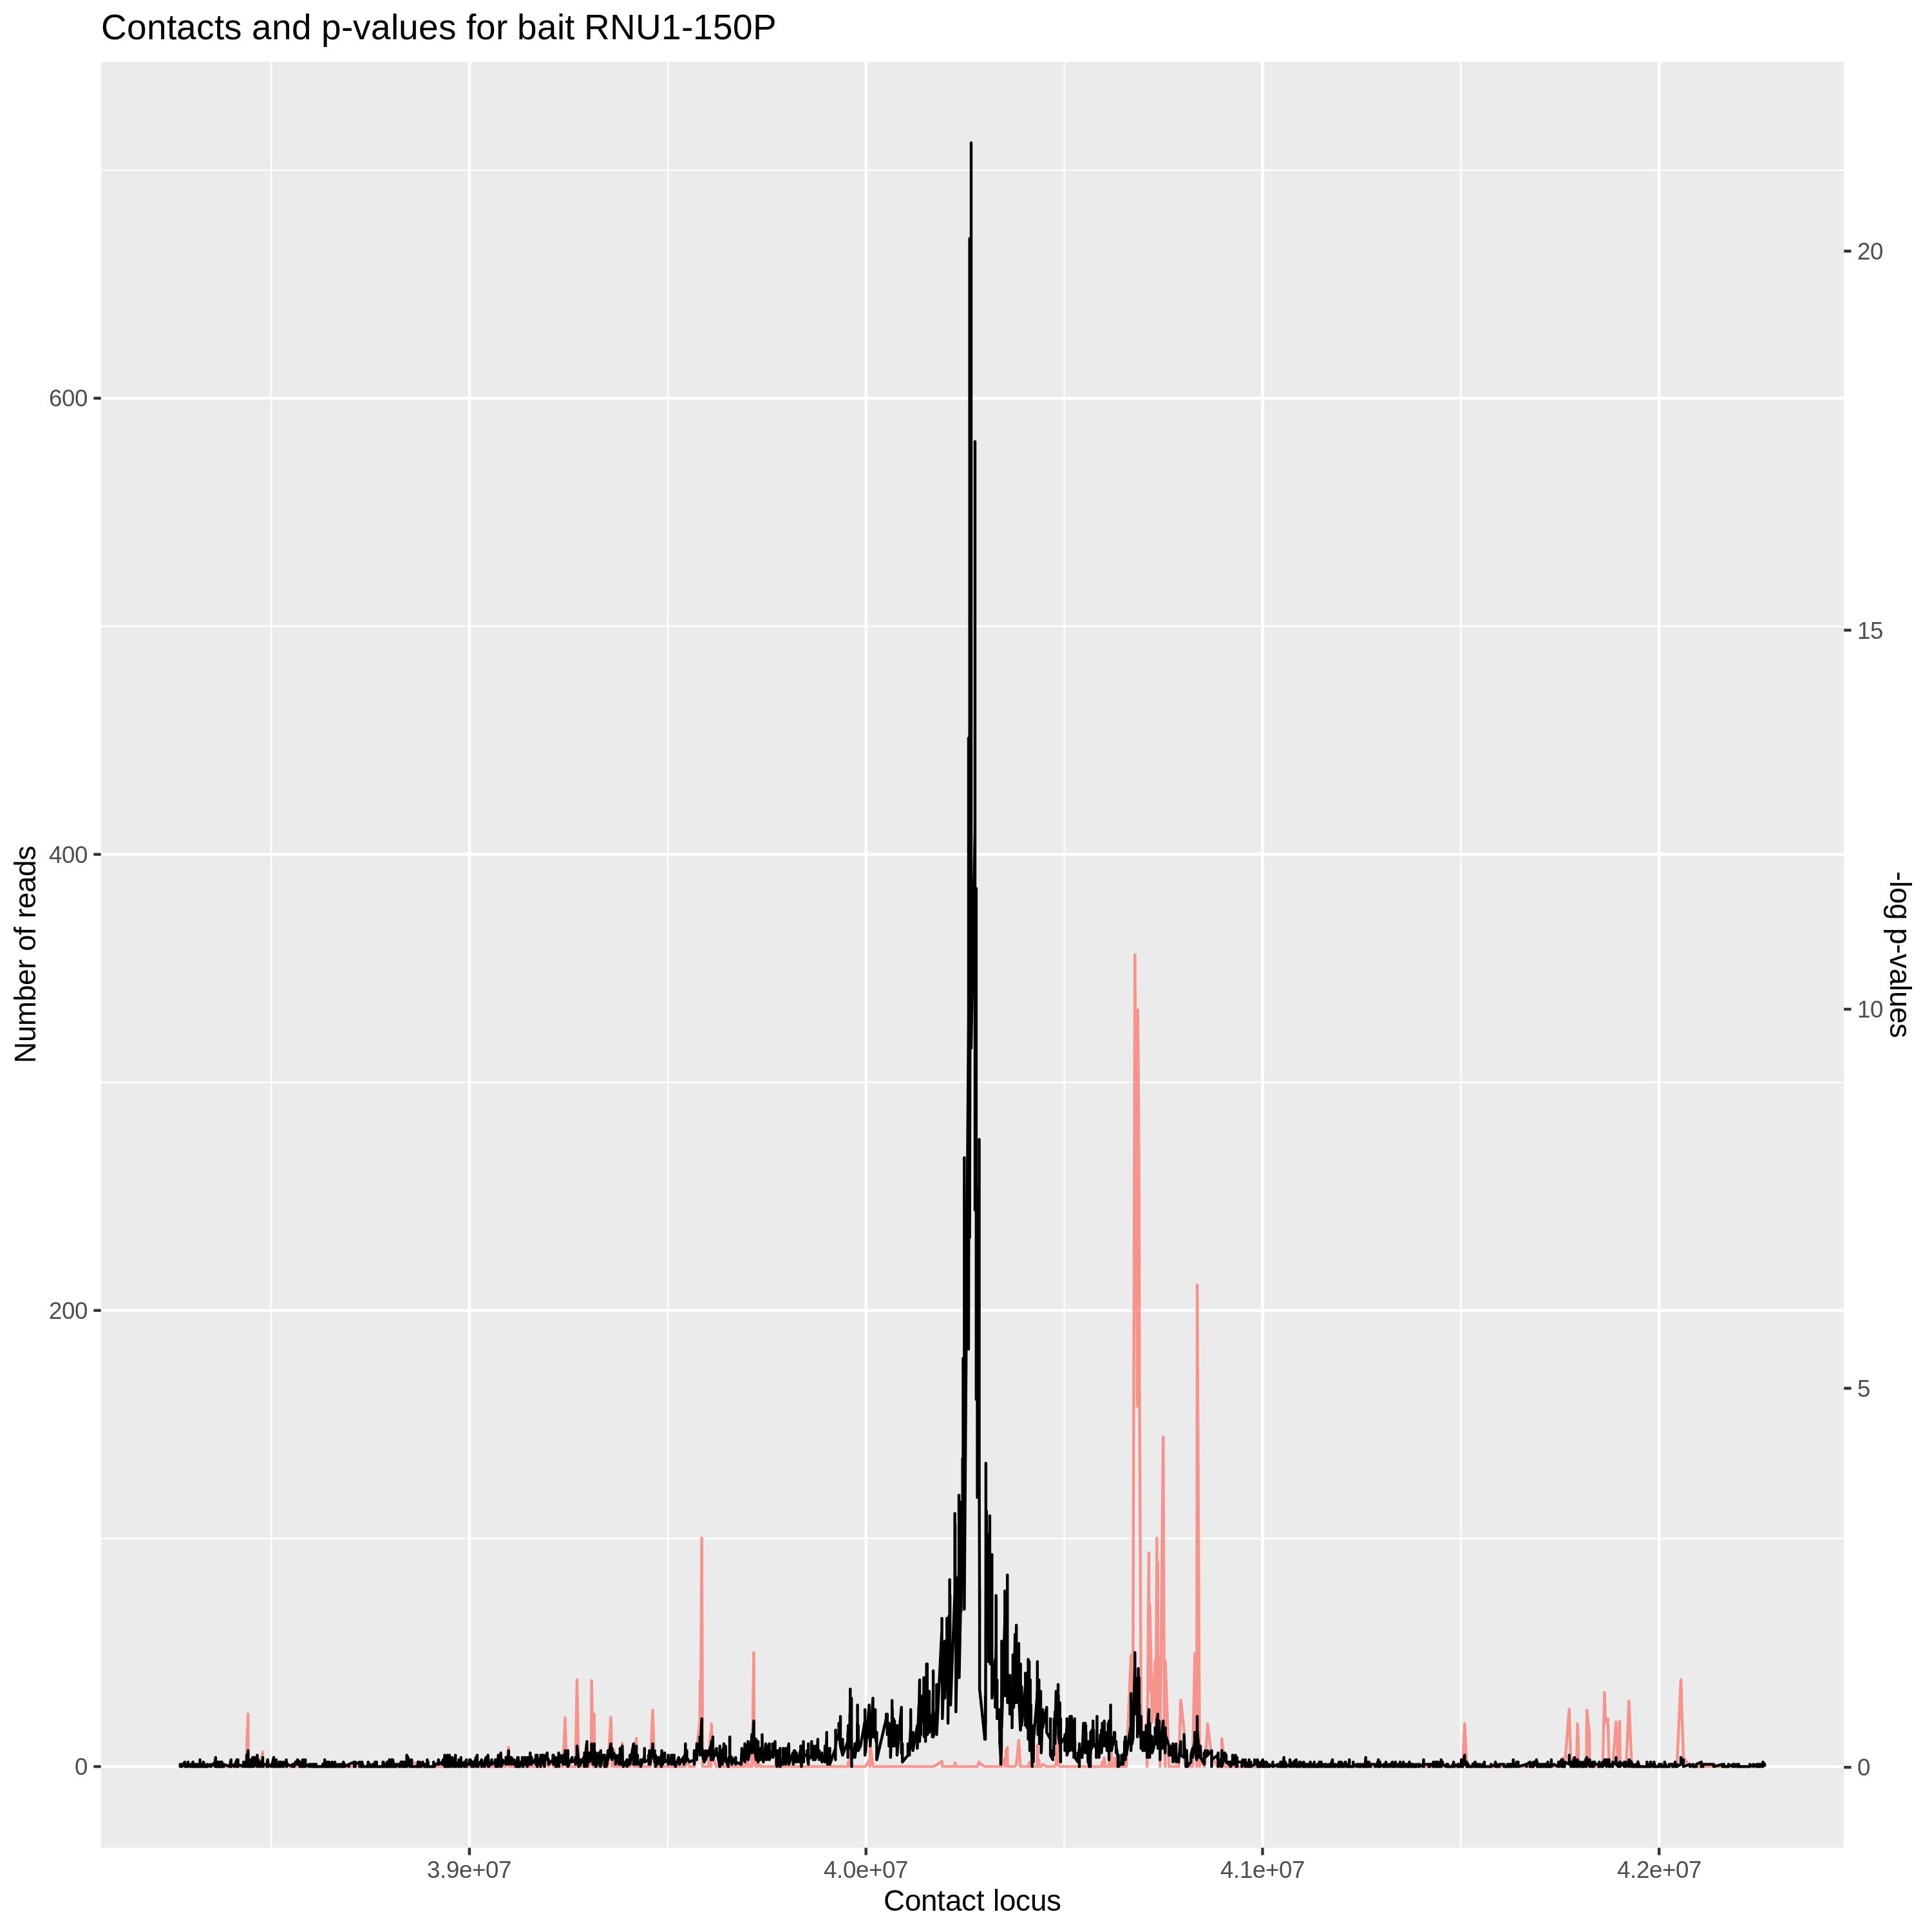 Contacts and p-values for bait RNU1-150P
600
400
200
0
Number of reads
20
15
10
5
0
-log p-values
3.9e+07
4.0e+07
4.1e+07
4.2e+07
Contact locus